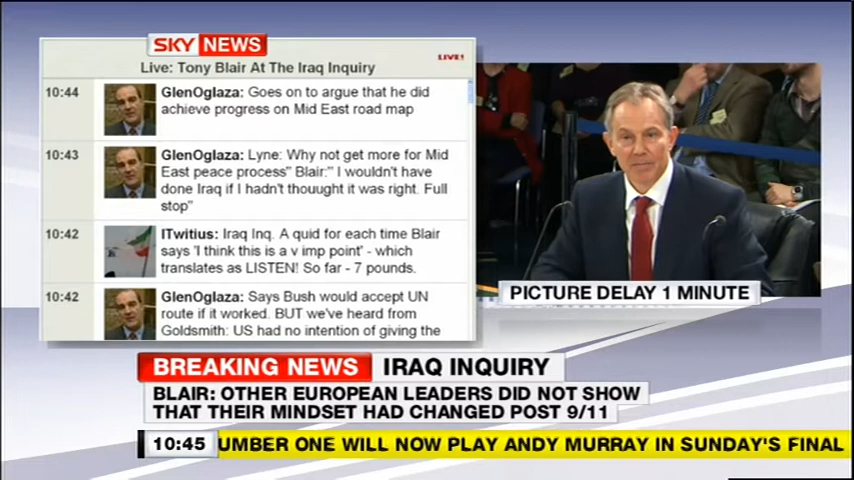 SKY NEWS
LIVE!
Live: Tony Blair At The Iraq Inquiry
10:44
GlenOglaza: Goes on to argue that he did
achieve progress on Mid East road map
10:43
GlenOglaza: Lyne: Why not get more for Mid
East peace process" Blair:" I wouldn't have
done Iraq if I hadn't thouught it was right. Full
stop"
10:42
ITwitius: Iraq Inq. A quid for each time Blair
says 'I think this is a v imp point' - which
translates as LISTEN! So far - 7 pounds.
10:42
GlenOglaza: Says Bush would accept UN
route if it worked. BUT we've heard from
Goldsmith: US had no intention of giving the
PICTURE DELAY 1 MINUTE
BREAKING NEWS IRAQ INQUIRY
BLAIR: OTHER EUROPEAN LEADERS DID NOT SHOW
THAT THEIR MINDSET HAD CHANGED POST 9/11
10:45 UMBER ONE WILL NOW PLAY ANDY MURRAY IN SUNDAY'S FINAL